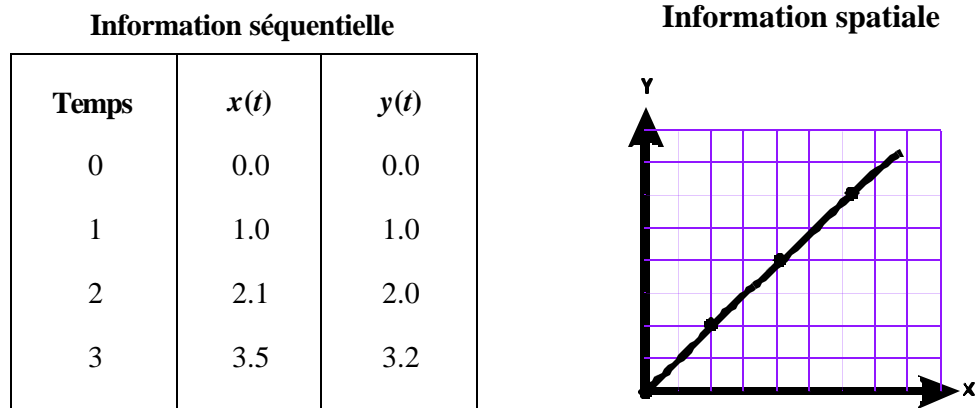 Information séquentielle
Temps x(t) y(t)
0 0.0 0.0
1 1.0 1.0
2 2.1 2.0
3 3.5 3.2
Information spatiale
Y
X